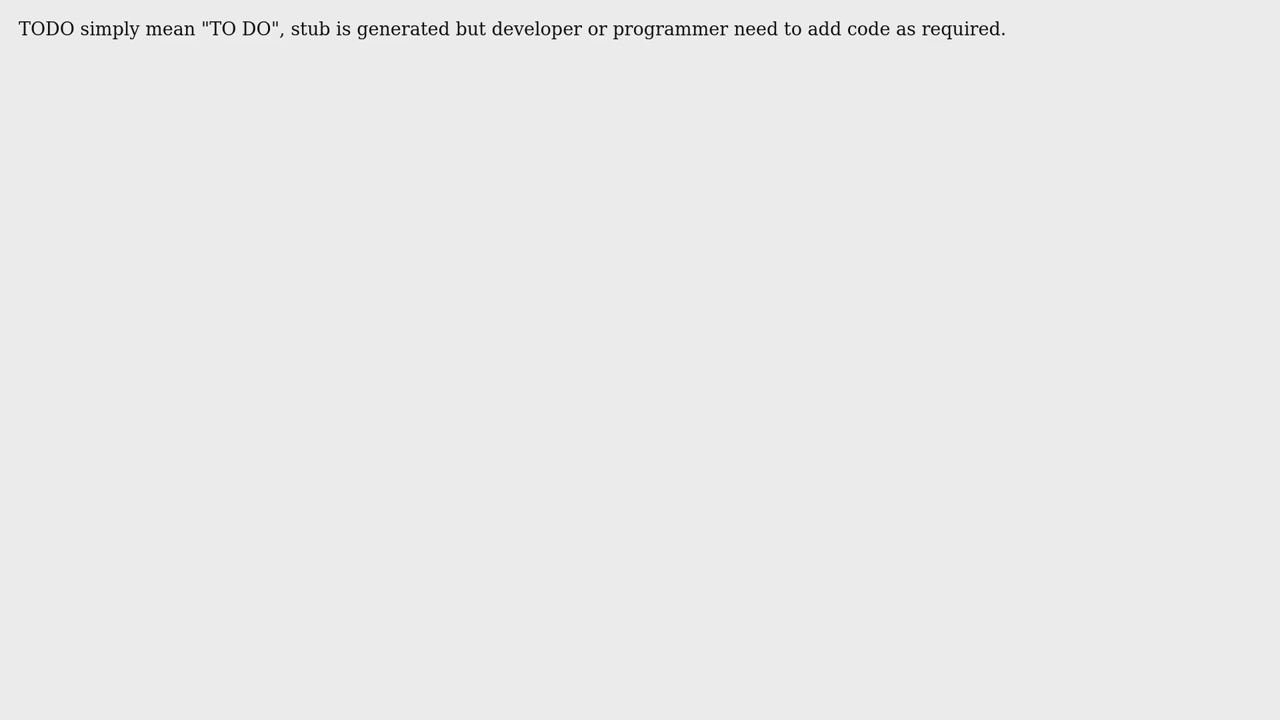 TODO simply mean "TO DO", stub is generated but developer or programmer need to add code as required.